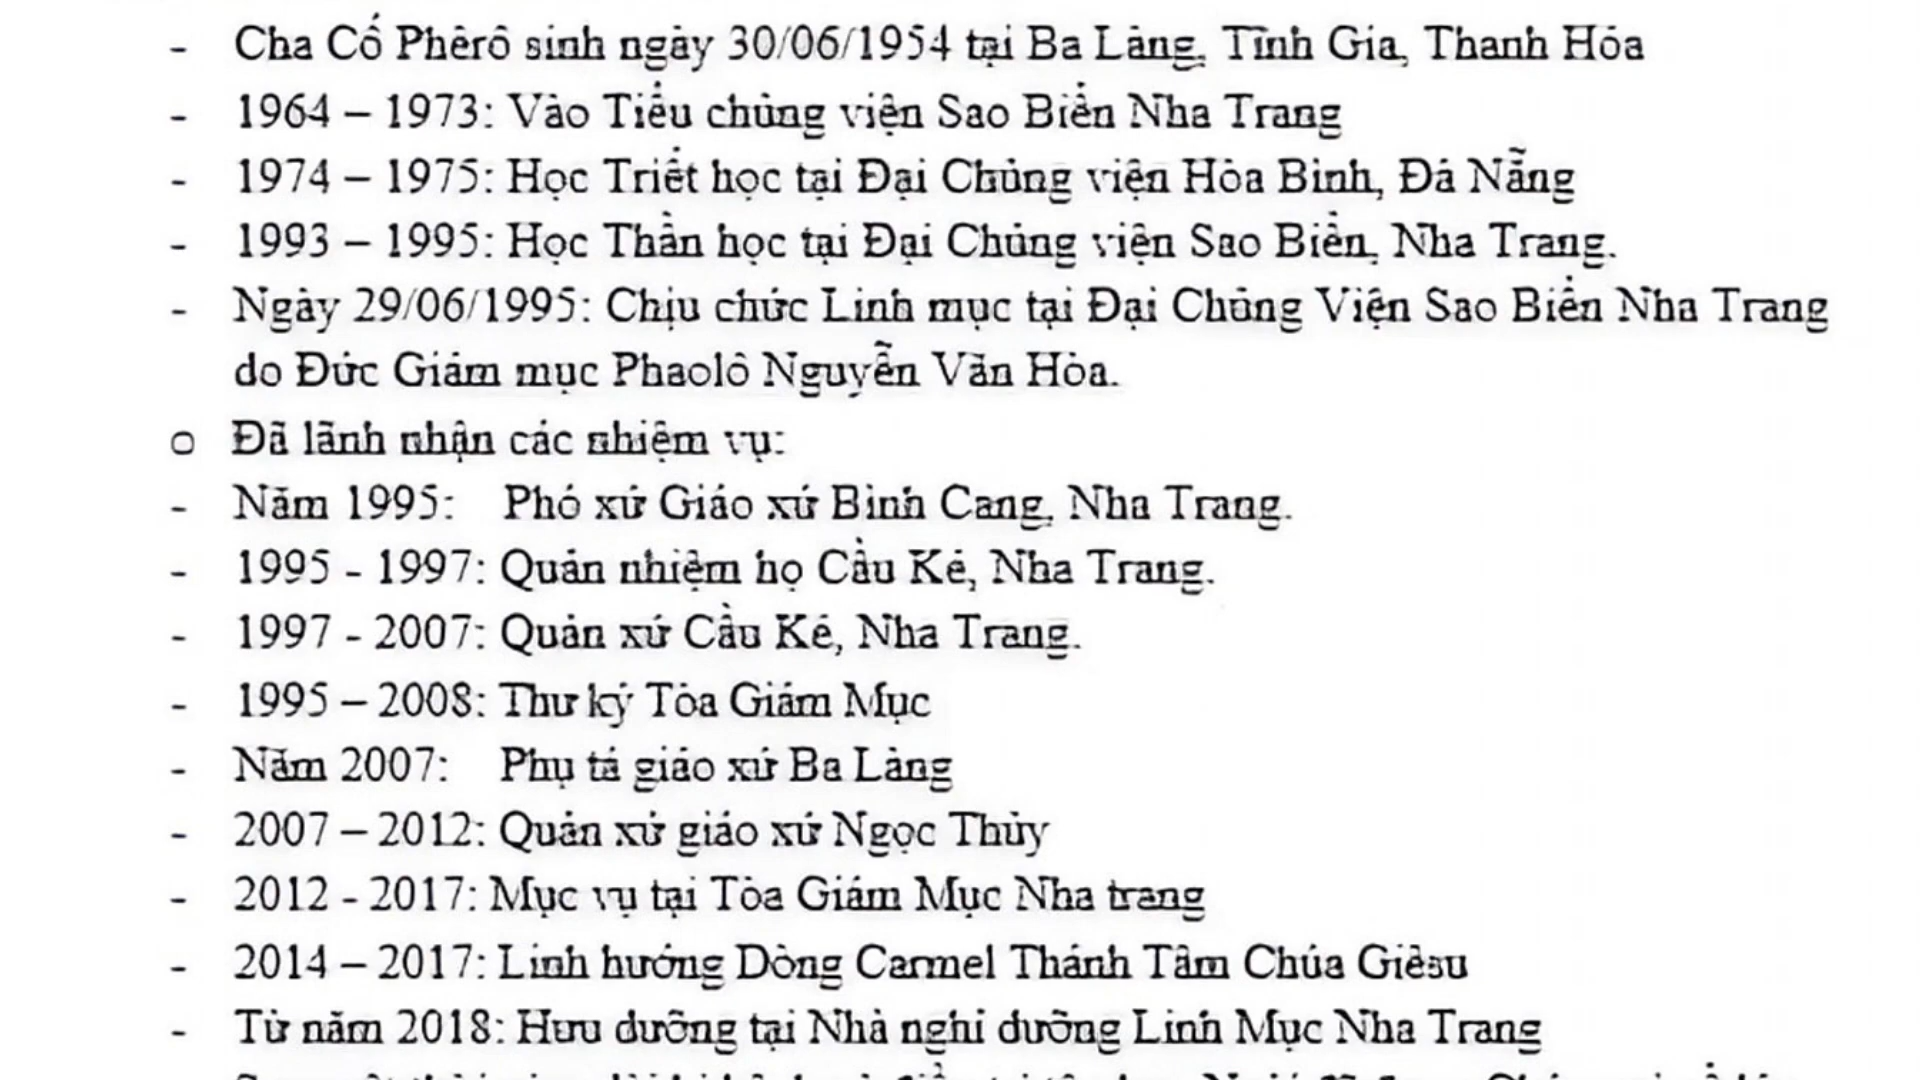 - Cha Cố Phêrô sinh ngày 30/06/1954 tại Ba Làng, Tĩnh Gia, Thanh Hóa
- 1964 – 1973: Vào Tiểu chủng viện Sao Biển Nha Trang
- 1974 – 1975: Học Triết học tại Đại Chủng viện Hòa Bình, Đà Nẵng
- 1993 – 1995: Học Thần học tại Đại Chủng viện Sao Biển, Nha Trang.
- Ngày 29/06/1995: Chịu chức Linh mục tại Đại Chủng Viện Sao Biển Nha Trang
do Đức Giám mục Phaolô Nguyễn Văn Hòa.
o Đã lãnh nhận các nhiệm vụ:
- Năm 1995: Phó xứ Giáo xứ Bình Cang, Nha Trang.
- 1995 - 1997: Quản nhiệm họ Cầu Ké, Nha Trang.
- 1997 - 2007: Quản xứ Cầu Ké, Nha Trang.
- 1995 – 2008: Thư ký Tòa Giám Mục
- Năm 2007: Phụ tá giáo xứ Ba Làng
- 2007 – 2012: Quản xứ giáo xứ Ngọc Thủy
- 2012 - 2017: Mục vụ tại Tòa Giám Mục Nha trang
- 2014 – 2017: Linh hướng Dòng Carmel Thánh Tâm Chúa Giêsu
- Từ năm 2018: Hưu dưỡng tại Nhà nghỉ dưỡng Linh Mục Nha Trang